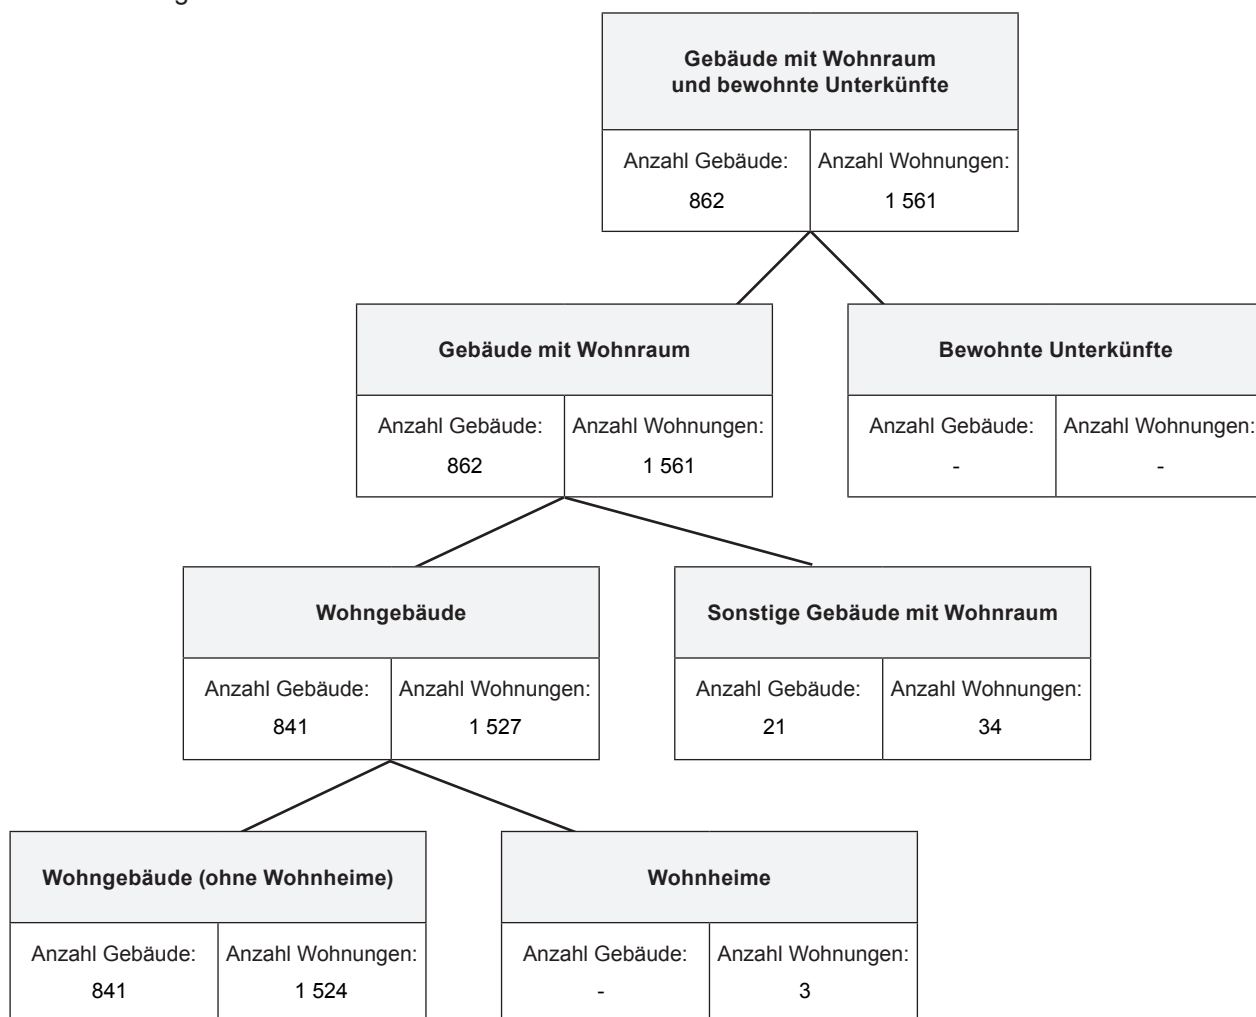 Gebäude mit Wohnraum
und bewohnte Unterkünfte
Anzahl Gebäude: Anzahl Wohnungen:
862 1 561
Gebäude mit Wohnraum
Anzahl Gebäude: Anzahl Wohnungen:
862 1 561
Bewohnte Unterkünfte
Anzahl Gebäude: Anzahl Wohnungen:
- -
Wohngebäude
Anzahl Gebäude: Anzahl Wohnungen:
841 1 527
Sonstige Gebäude mit Wohnraum
Anzahl Gebäude: Anzahl Wohnungen:
21 34
Wohngebäude (ohne Wohnheime)
Anzahl Gebäude: Anzahl Wohnungen:
841 1 524
Wohnheime
Anzahl Gebäude: Anzahl Wohnungen:
- 3